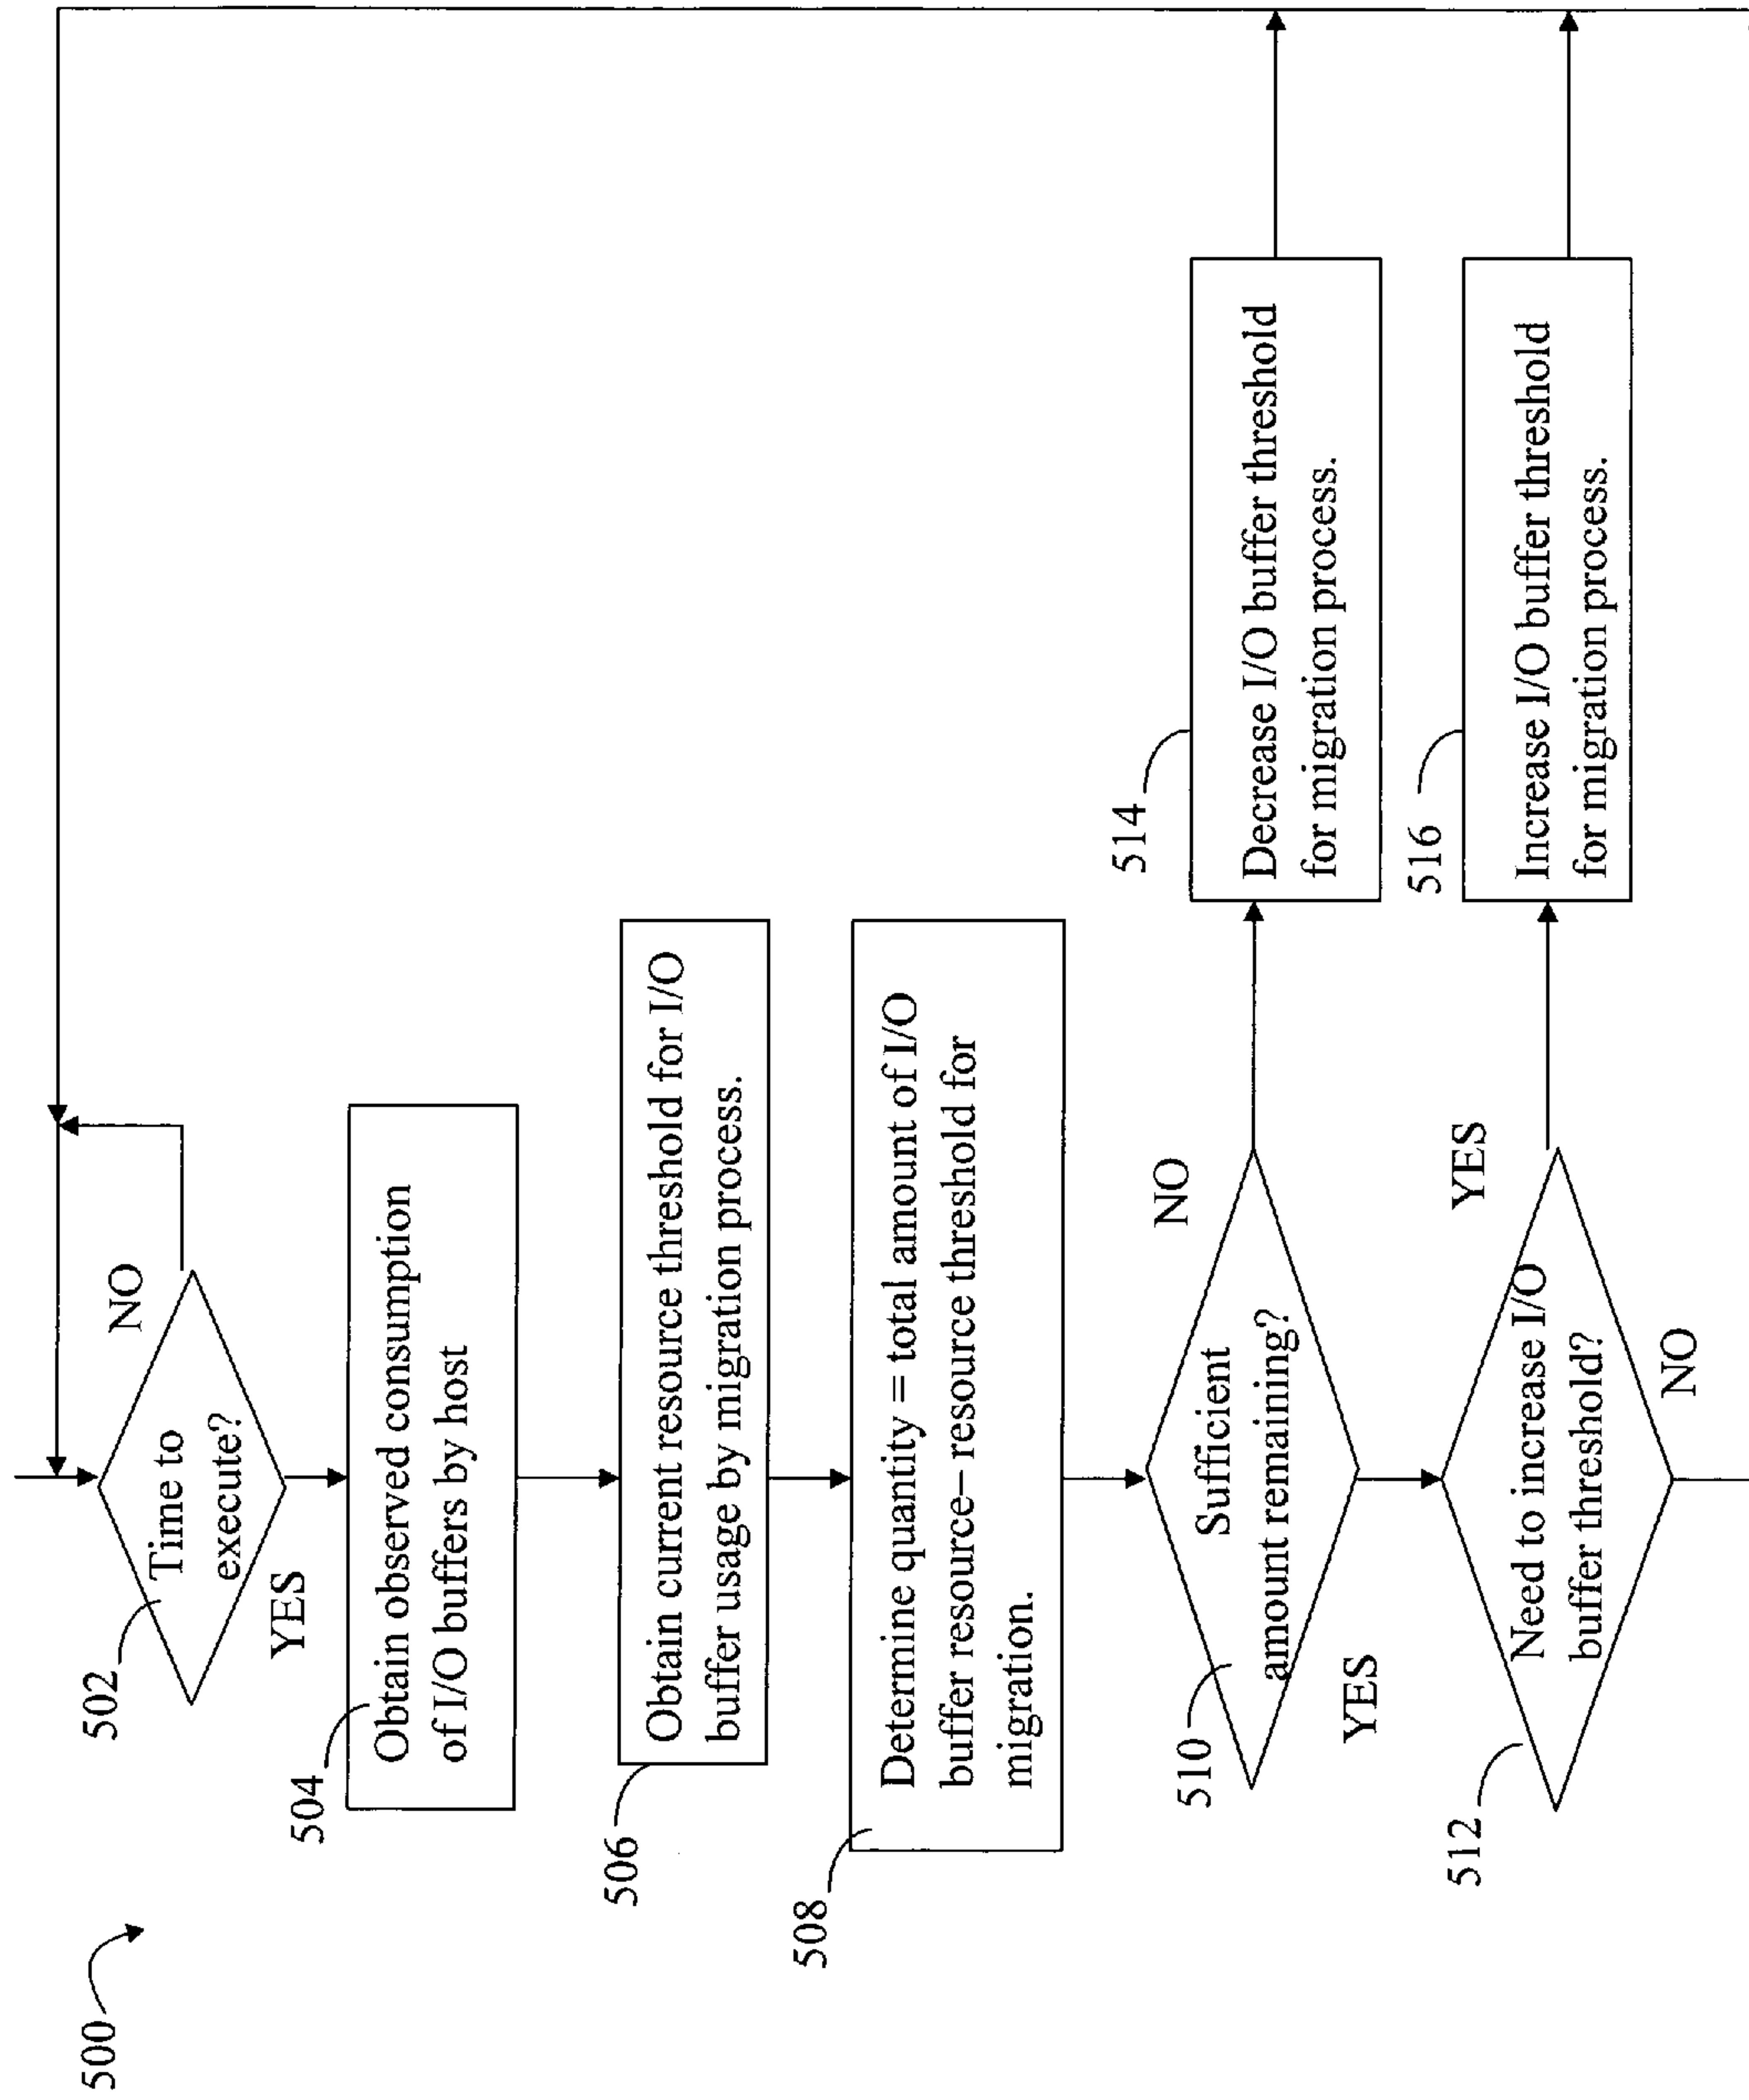 500
502
Time to
execute?
NO
YES
504
Obtain observed consumption
of I/O buffers by host
506
Obtain current resource threshold for I/O
buffer usage by migration process.
508
Determine quantity = total amount of I/O
buffer resource– resource threshold for
migration.
510
Sufficient
amount remaining?
NO
YES
514
Decrease I/O buffer threshold
for migration process.
512
Need to increase I/O
buffer threshold?
YES
NO
516
Increase I/O buffer threshold
for migration process.